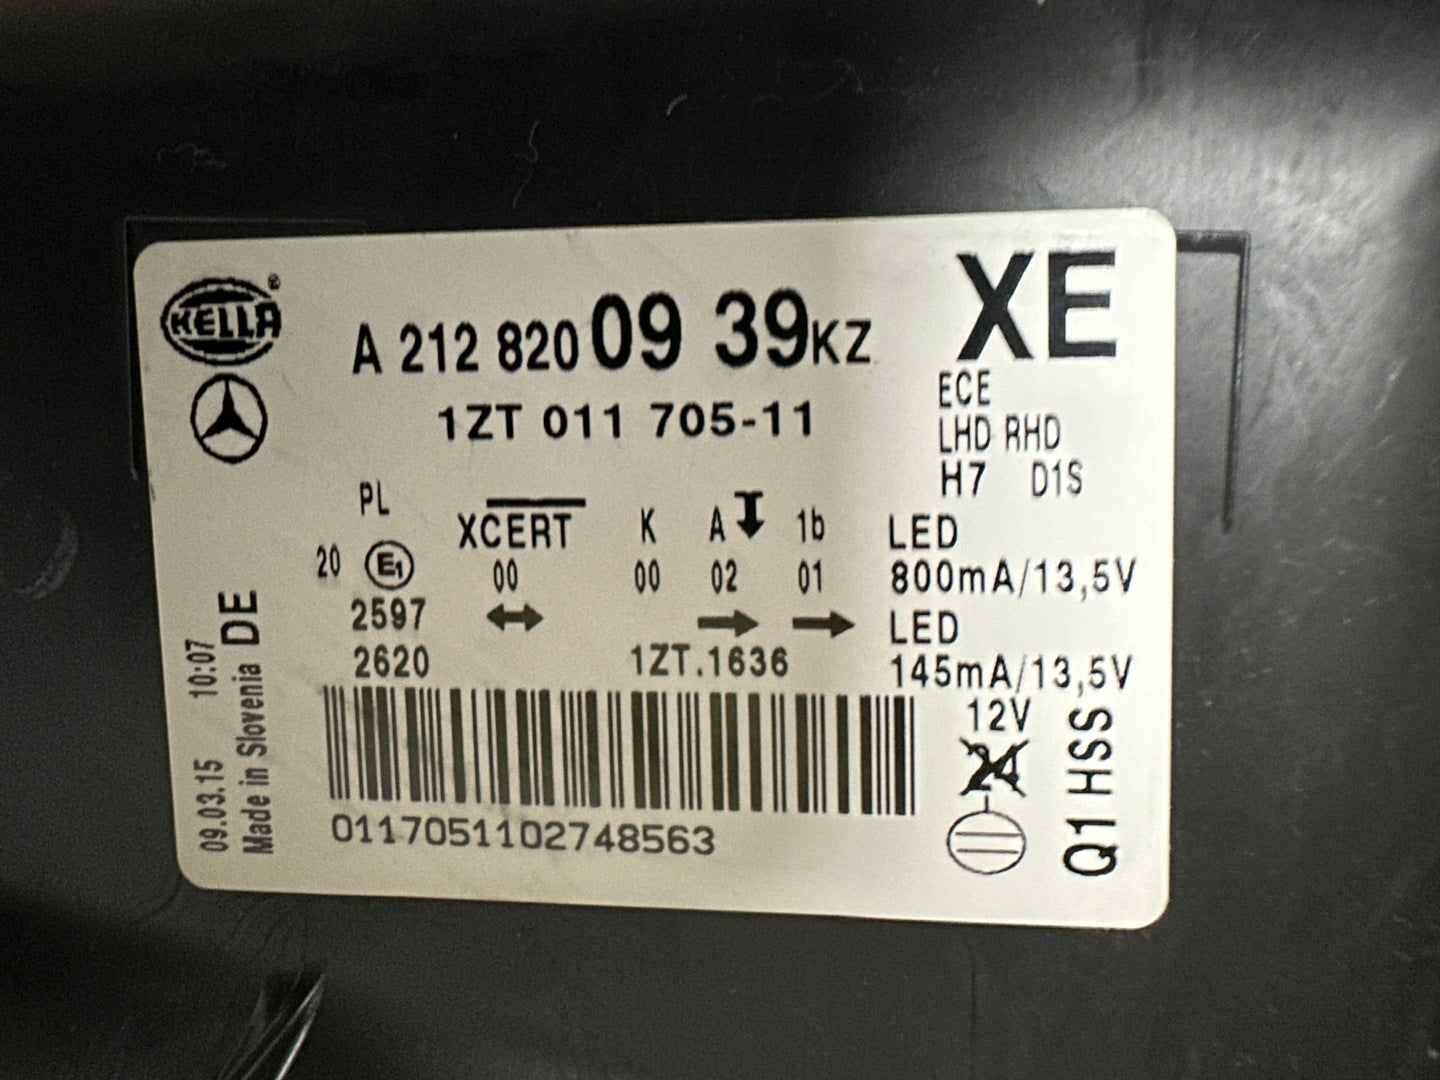 HELLA®
A 212 820 09 39 KZ
XE
1ZT 011 705-11
ECE
LHD RHD
H7 D1S
PL
XCERT K A 1b
LED
20 E1 00 00 02 01
800mA/13,5V
2597
LED
2620 1ZT.1636
145mA/13,5V
12V
24
0117051102748563
09.03.15 10:07
Made in Slovenia DE
Q1 HSS